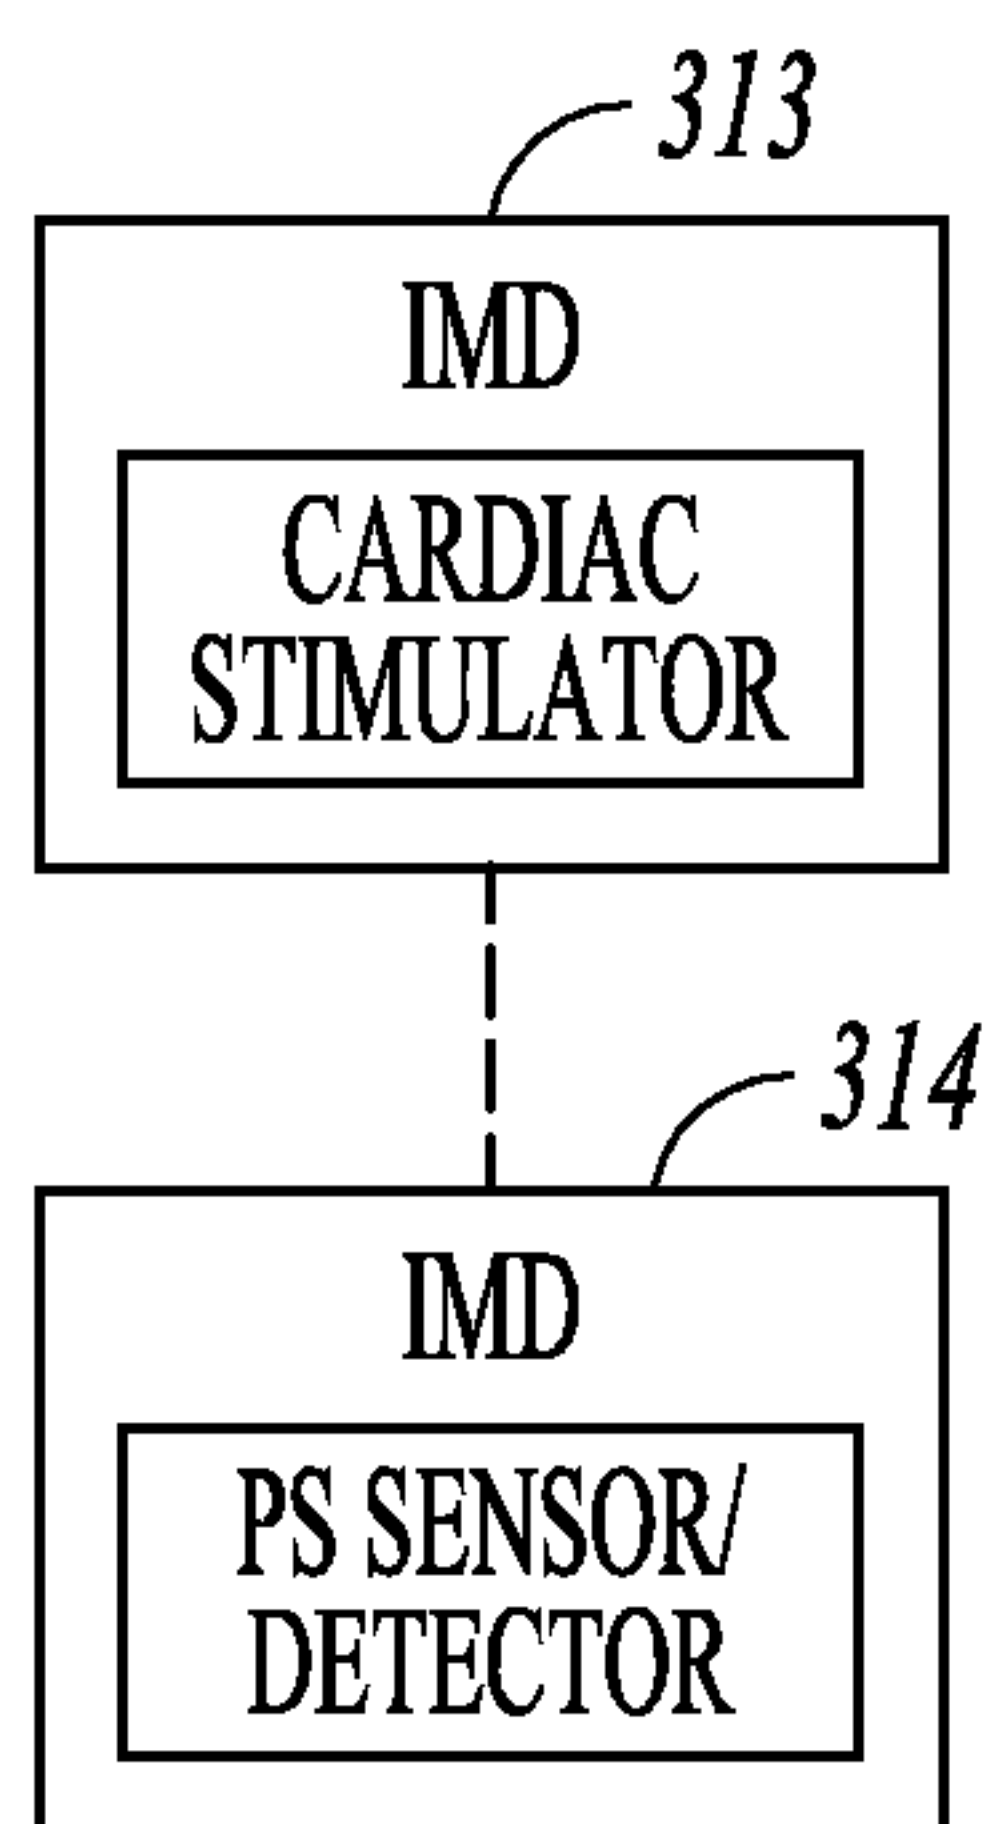 313
IMD
CARDIAC
STIMULATOR
314
IMD
PS SENSOR/
DETECTOR